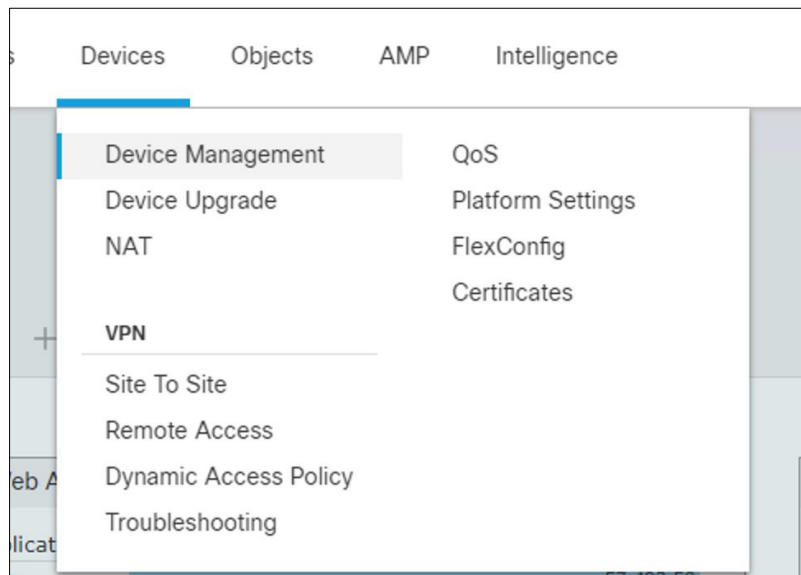 Devices Objects AMP Intelligence
Device Management
Device Upgrade
NAT
VPN
Site To Site
Remote Access
Dynamic Access Policy
Troubleshooting
QoS
Platform Settings
FlexConfig
Certificates